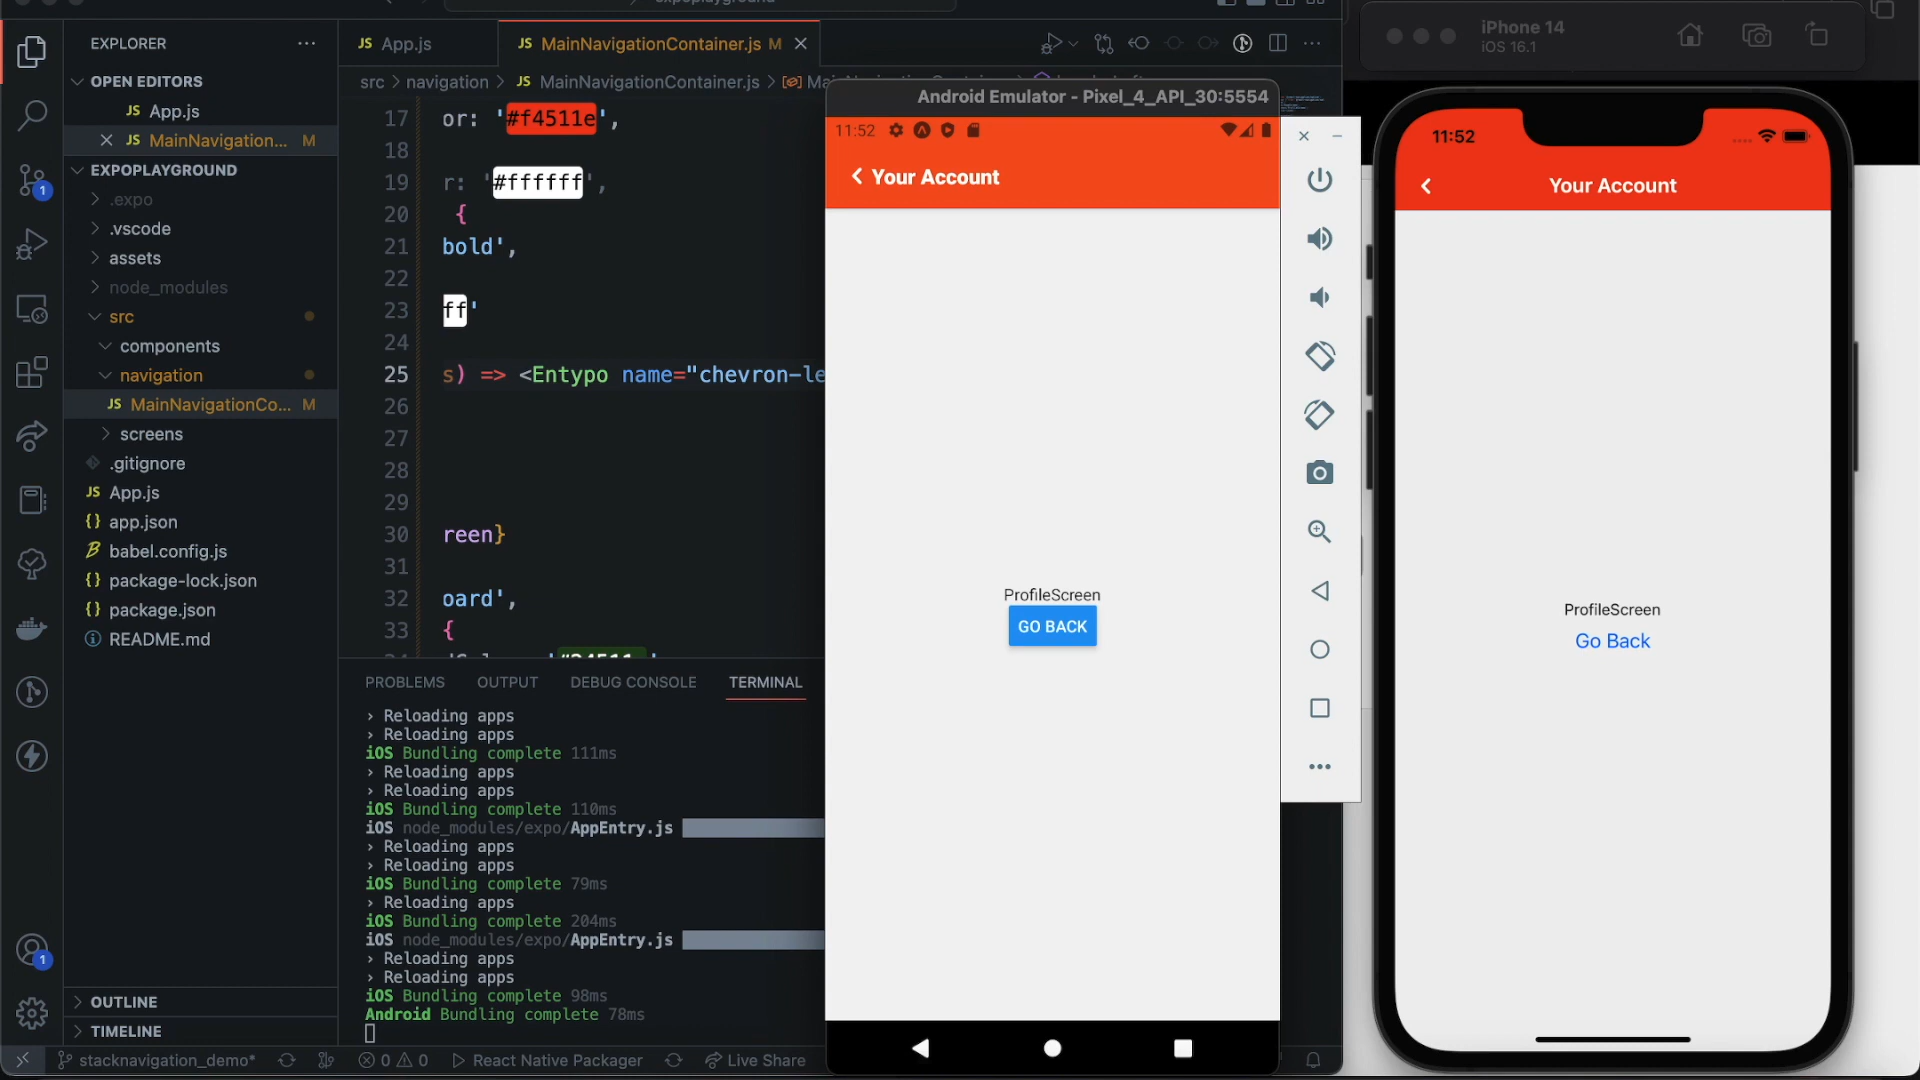 EXPLORER
OPEN EDITORS
JS App.js
JS MainNavigation... M
EXPOPLAYGROUND
.expo
.vscode
assets
node_modules
src
components
navigation
JS MainNavigationCo... M
screens
.gitignore
JS App.js
{} app.json
babel.config.js
{} package-lock.json
{} package.json
README.md
OUTLINE
TIMELINE
1
1
JS App.js
JS MainNavigationContainer.js M
src > navigation > JS MainNavigationContainer.js >
17 or: '#f4511e',
18
19 r: '#ffffff',
20 {
21 bold',
22
23 ff'
24
25 s) => <Entypo name="chevron-le
26
27
28
29
30 reen}
31
32 oard',
33 {
PROBLEMS OUTPUT DEBUG CONSOLE TERMINAL
› Reloading apps
› Reloading apps
iOS Bundling complete 111ms
› Reloading apps
› Reloading apps
iOS Bundling complete 110ms
iOS node_modules/expo/AppEntry.js
› Reloading apps
› Reloading apps
iOS Bundling complete 79ms
› Reloading apps
iOS Bundling complete 204ms
iOS node_modules/expo/AppEntry.js
› Reloading apps
› Reloading apps
iOS Bundling complete 98ms
Android Bundling complete 78ms
stacknavigation_demo* 0 0 React Native Packager Live Share
Android Emulator - Pixel_4_API_30:5554
11:52
Your Account
ProfileScreen
GO BACK
iPhone 14
iOS 16.1
11:52
Your Account
ProfileScreen
Go Back